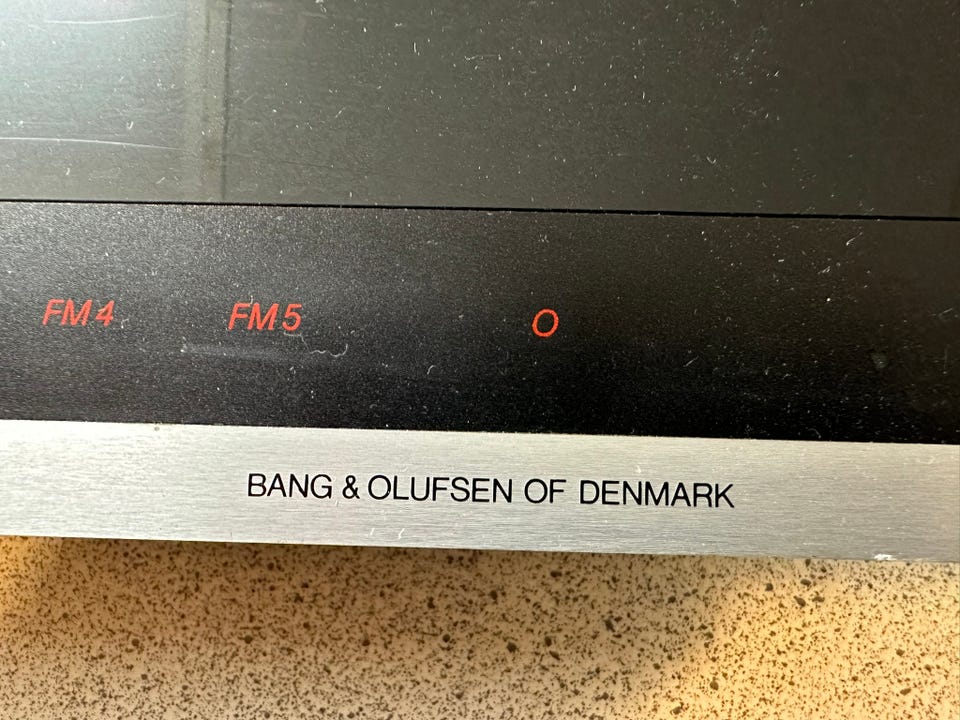 FM4 FM5 O
BANG & OLUFSEN OF DENMARK